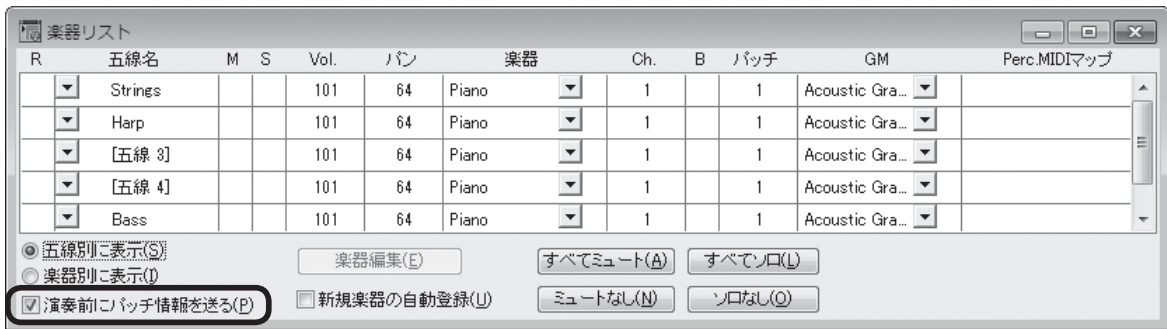 楽器リスト
R 五線名 M S Vol. パン 楽器 Ch. B パッチ GM Perc.MIDIマップ
Strings 101 64 Piano 1 1 Acoustic Gra...
Harp 101 64 Piano 1 1 Acoustic Gra...
[五線 3] 101 64 Piano 1 1 Acoustic Gra...
[五線 4] 101 64 Piano 1 1 Acoustic Gra...
Bass 101 64 Piano 1 1 Acoustic Gra...
五線別に表示(S) 楽器編集(E) すべてミュート(A) すべてソロ(L)
楽器別に表示(I)
演奏前にパッチ情報を送る(P) 新規楽器の自動登録(U) ミュートなし(N) ソロなし(O)